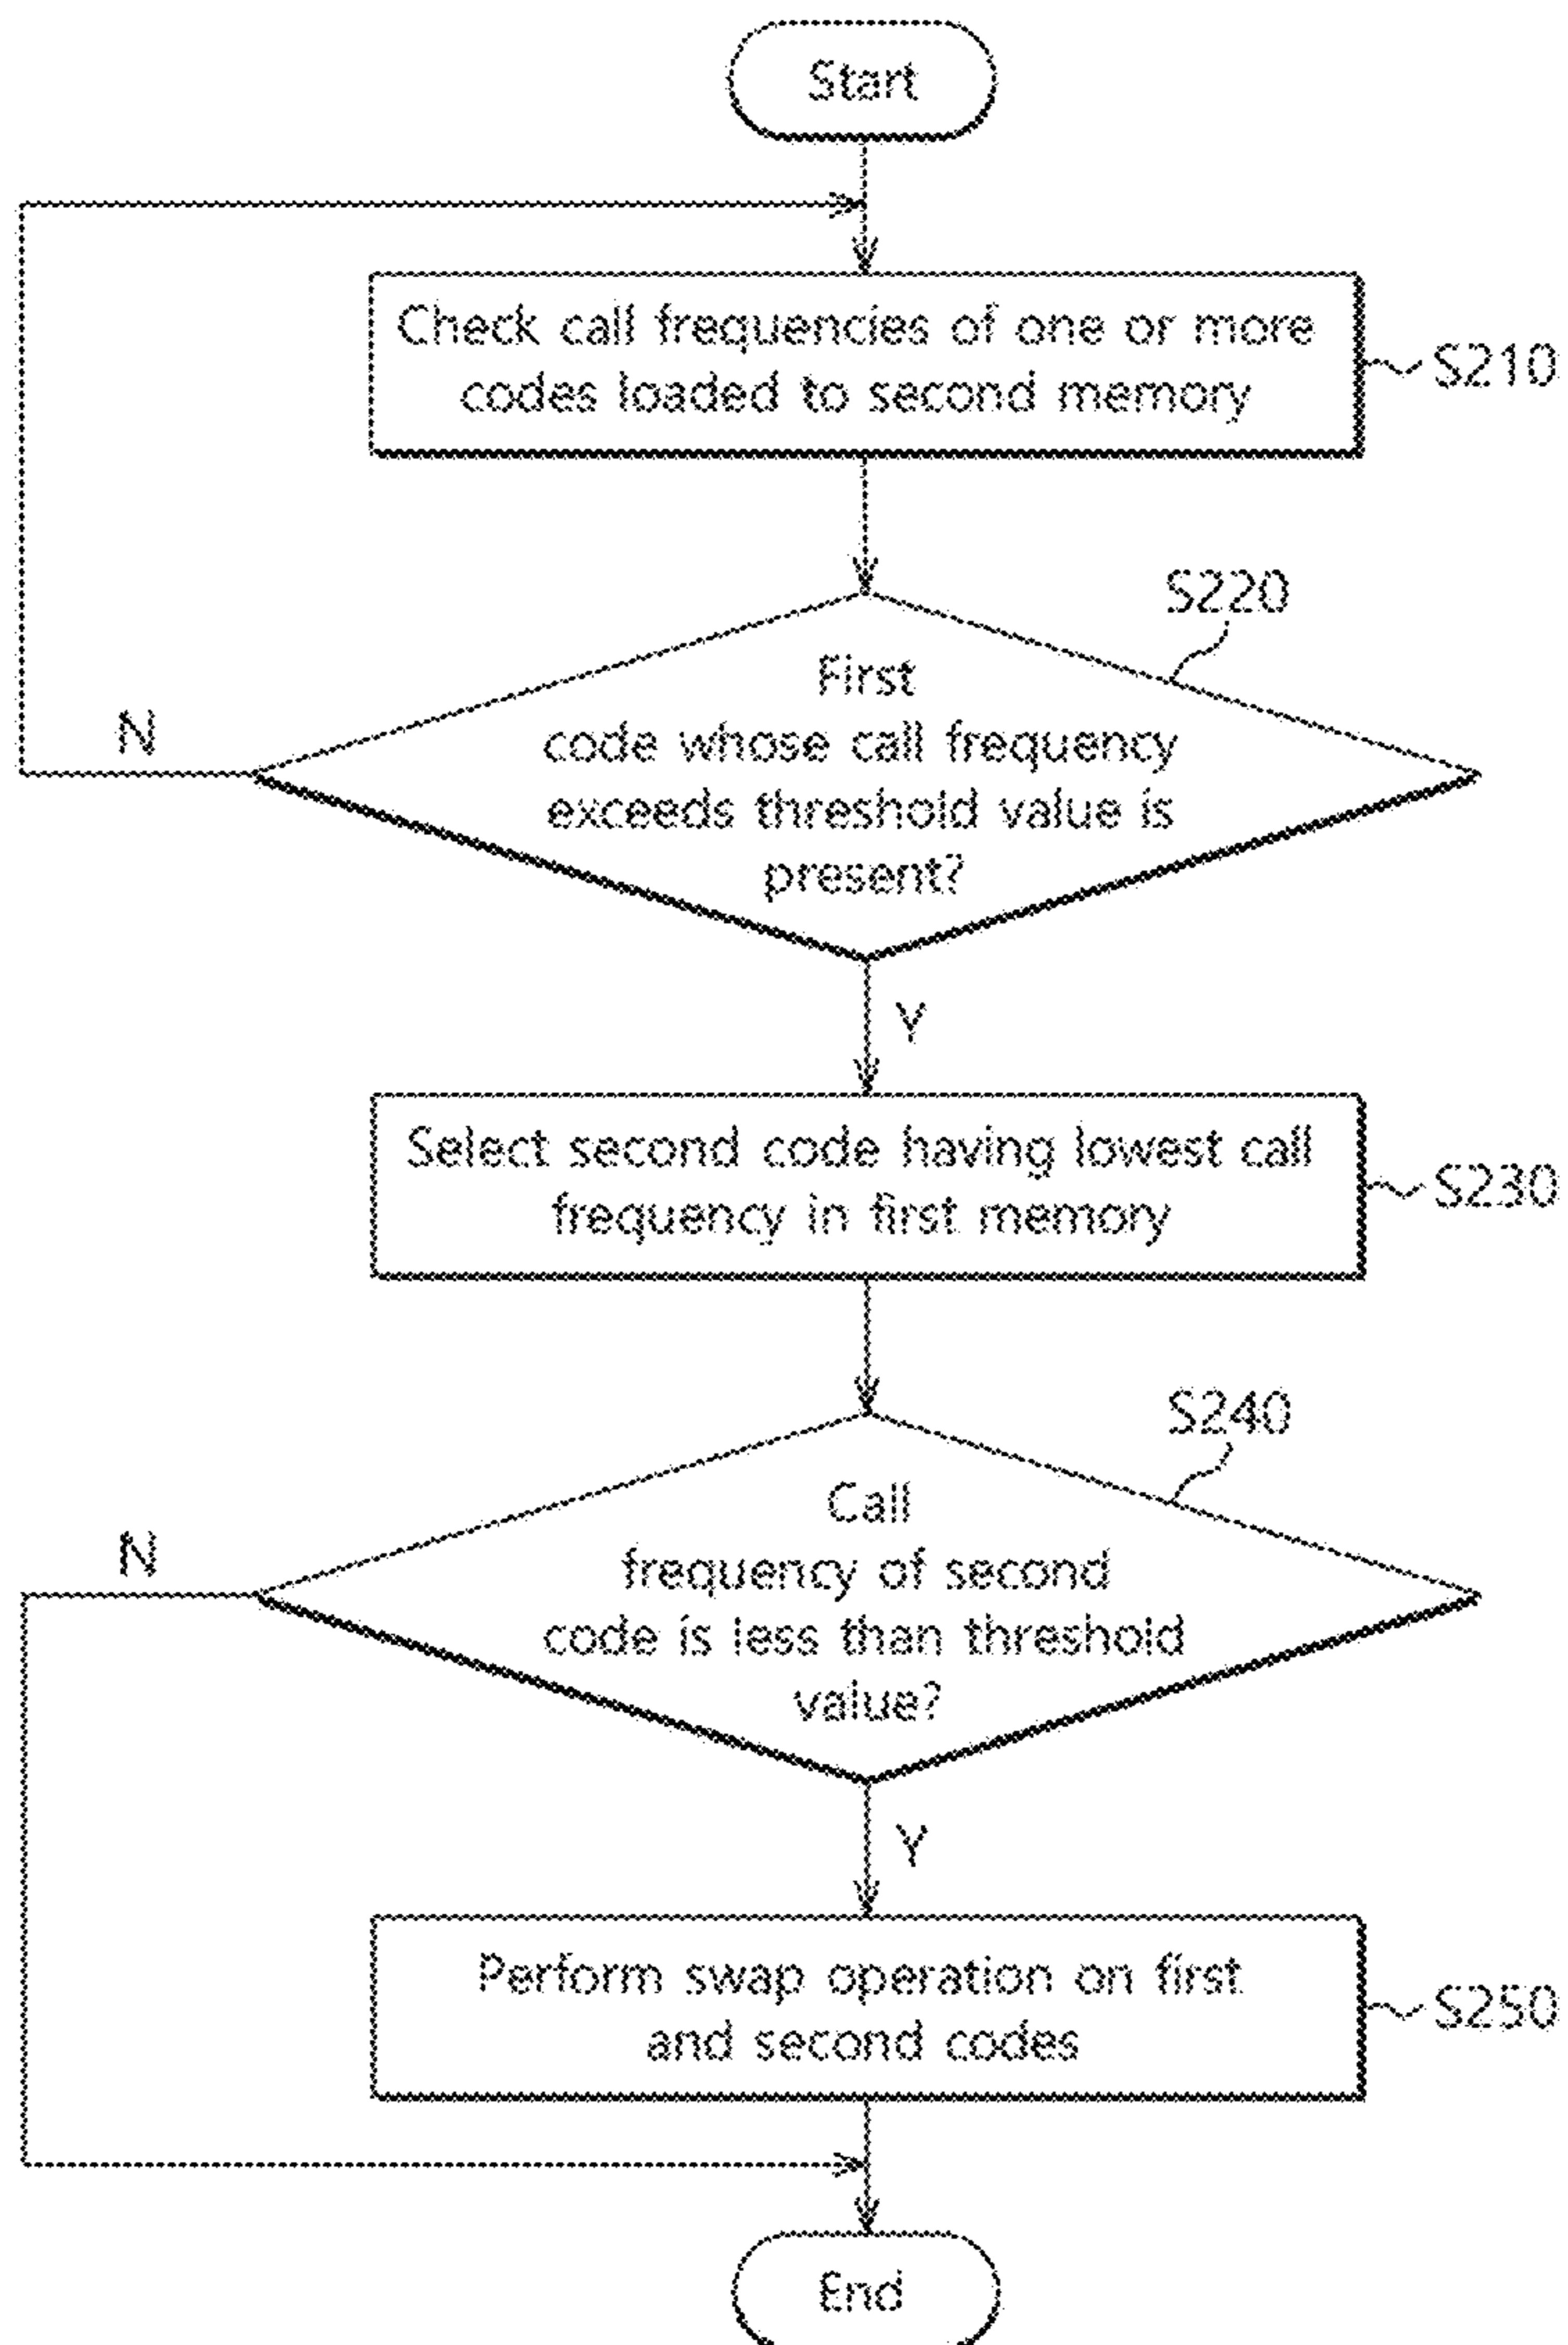 Start
Check call frequencies of one or more
codes loaded to second memory
S210
S220
First
code whose call frequency
exceeds threshold value is
present?
N
Y
Select second code having lowest call
frequency in first memory
S230
S240
Call
frequency of second
code is less than threshold
value?
N
Y
Perform swap operation on first
and second codes
S250
End